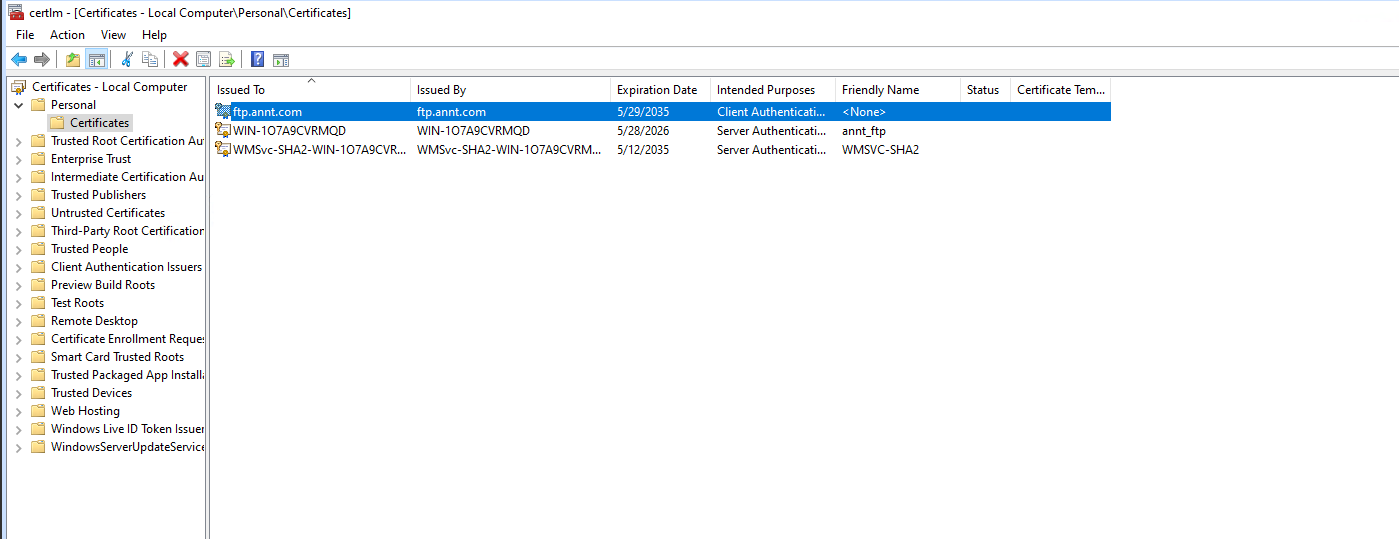 certlm - [Certificates - Local Computer\Personal\Certificates]
File Action View Help
Certificates - Local Computer
Personal
Certificates
Trusted Root Certification Au
Enterprise Trust
Intermediate Certification Au
Trusted Publishers
Untrusted Certificates
Third-Party Root Certification
Trusted People
Client Authentication Issuers
Preview Build Roots
Test Roots
Remote Desktop
Certificate Enrollment Reque
Smart Card Trusted Roots
Trusted Packaged App Install
Trusted Devices
Web Hosting
Windows Live ID Token Issuer
WindowsServerUpdateService
Issued To Issued By Expiration Date Intended Purposes Friendly Name Status Certificate Tem...
ftp.annt.com ftp.annt.com 5/29/2035 Client Authenticati... <None>
WIN-1O7A9CVRMQD WIN-1O7A9CVRMQD 5/28/2026 Server Authenticati... annt_ftp
WMSvc-SHA2-WIN-1O7A9CVR... WMSvc-SHA2-WIN-1O7A9CVRM... 5/12/2035 Server Authenticati... WMSVC-SHA2